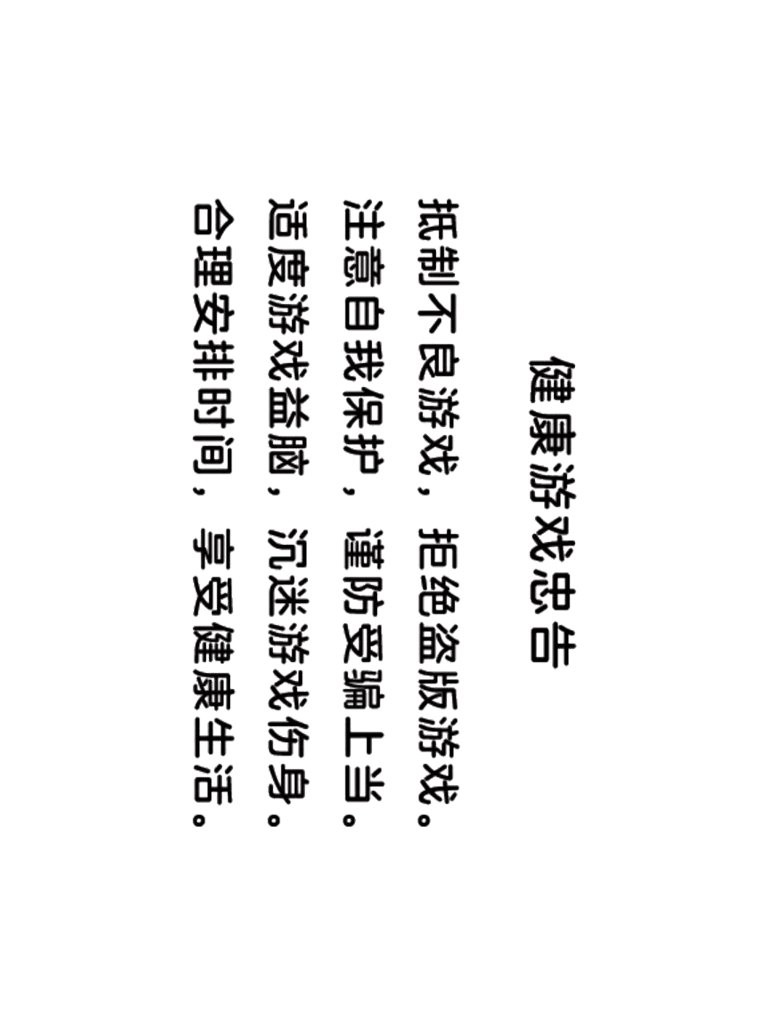 健康游戏忠告
抵制不良游戏，拒绝盗版游戏。
注意自我保护，谨防受骗上当。
适度游戏益脑，沉迷游戏伤身。
合理安排时间，享受健康生活。